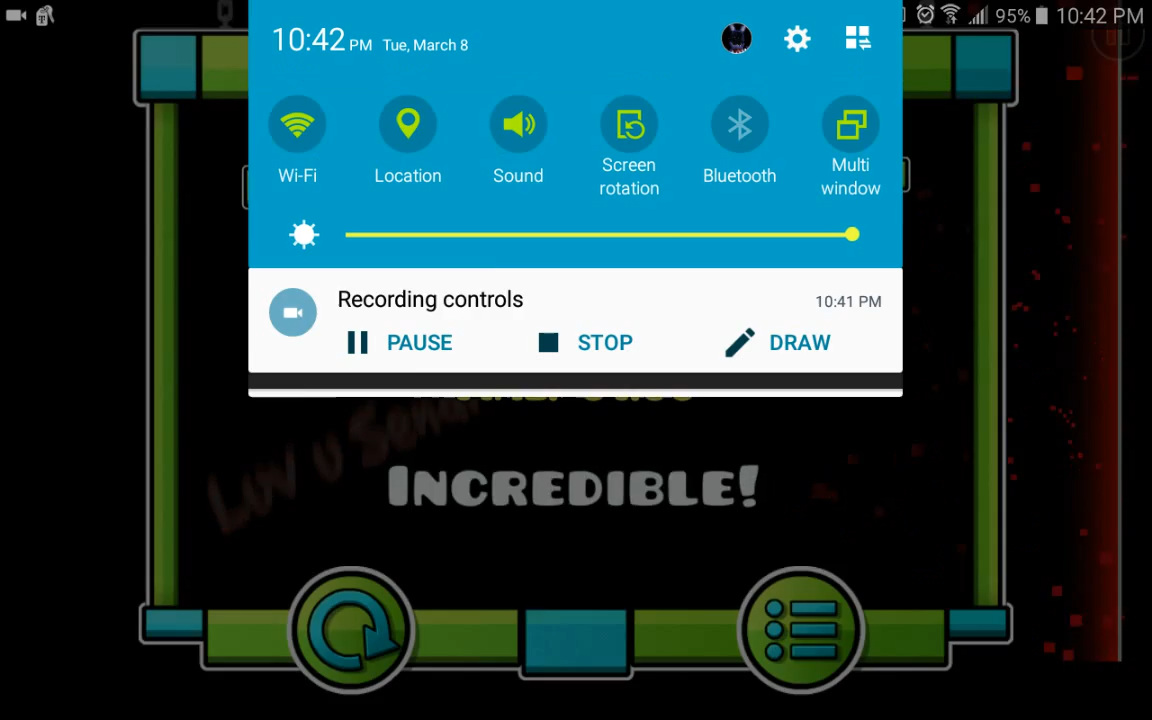 95% 10:42 PM
10:42 PM Tue, March 8
Wi-Fi
Location
Sound
Screen rotation
Bluetooth
Multi window
Recording controls
10:41 PM
PAUSE STOP DRAW
Luv u
Incredible!